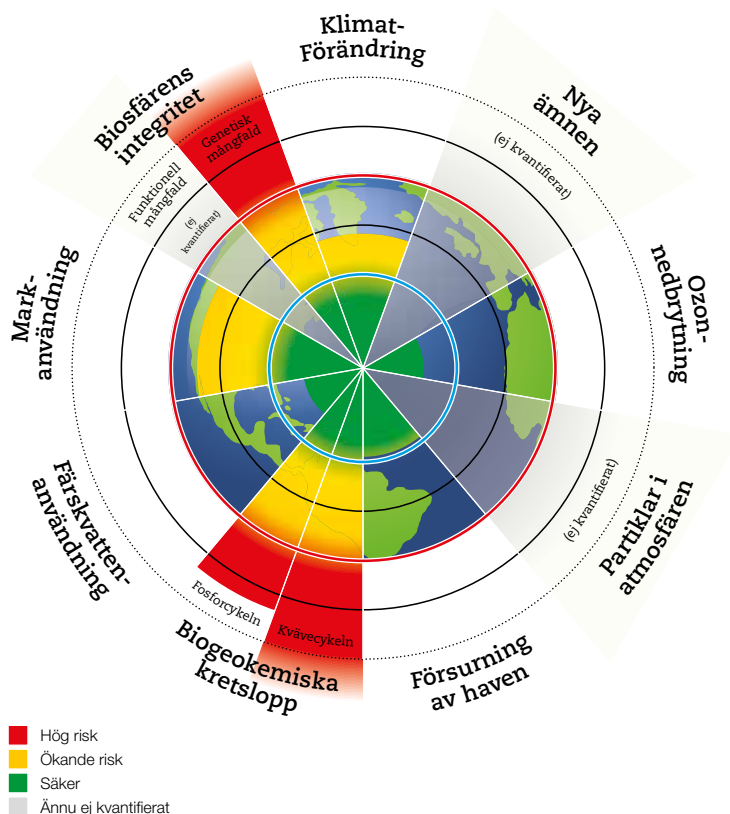 Klimat-
Förändring
Nya
ämnen
(ej kvantifierat)
Ozon-
nedbrytning
Partiklar i
atmosfären
(ej kvantifierat)
Försurning
av haven
Biogeokemiska
kretslopp
Kvävecykeln
Fosforcykeln
Färskvatten-
användning
Mark-
användning
Biosfärens
integritet
Funktionell
mångfald
(ej
kvantifierat)
Genetisk
mångfald
Hög risk
Ökande risk
Säker
Ännu ej kvantifierat